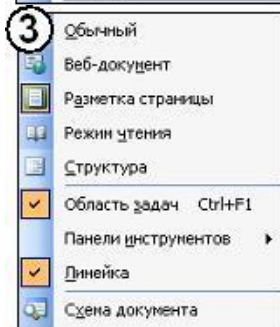 3
Обычный
Веб-документ
Разметка страницы
Режим чтения
Структура
Область задач Ctrl+F1
Панели инструментов
Линейка
Схема документа